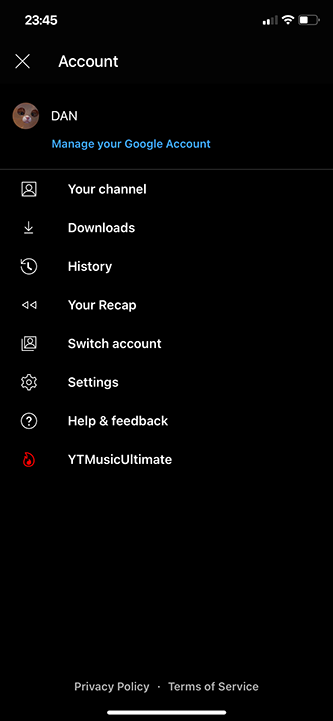 23:45
Account
DAN
Manage your Google Account
Your channel
Downloads
History
Your Recap
Switch account
Settings
Help & feedback
YTMusicUltimate
Privacy Policy · Terms of Service